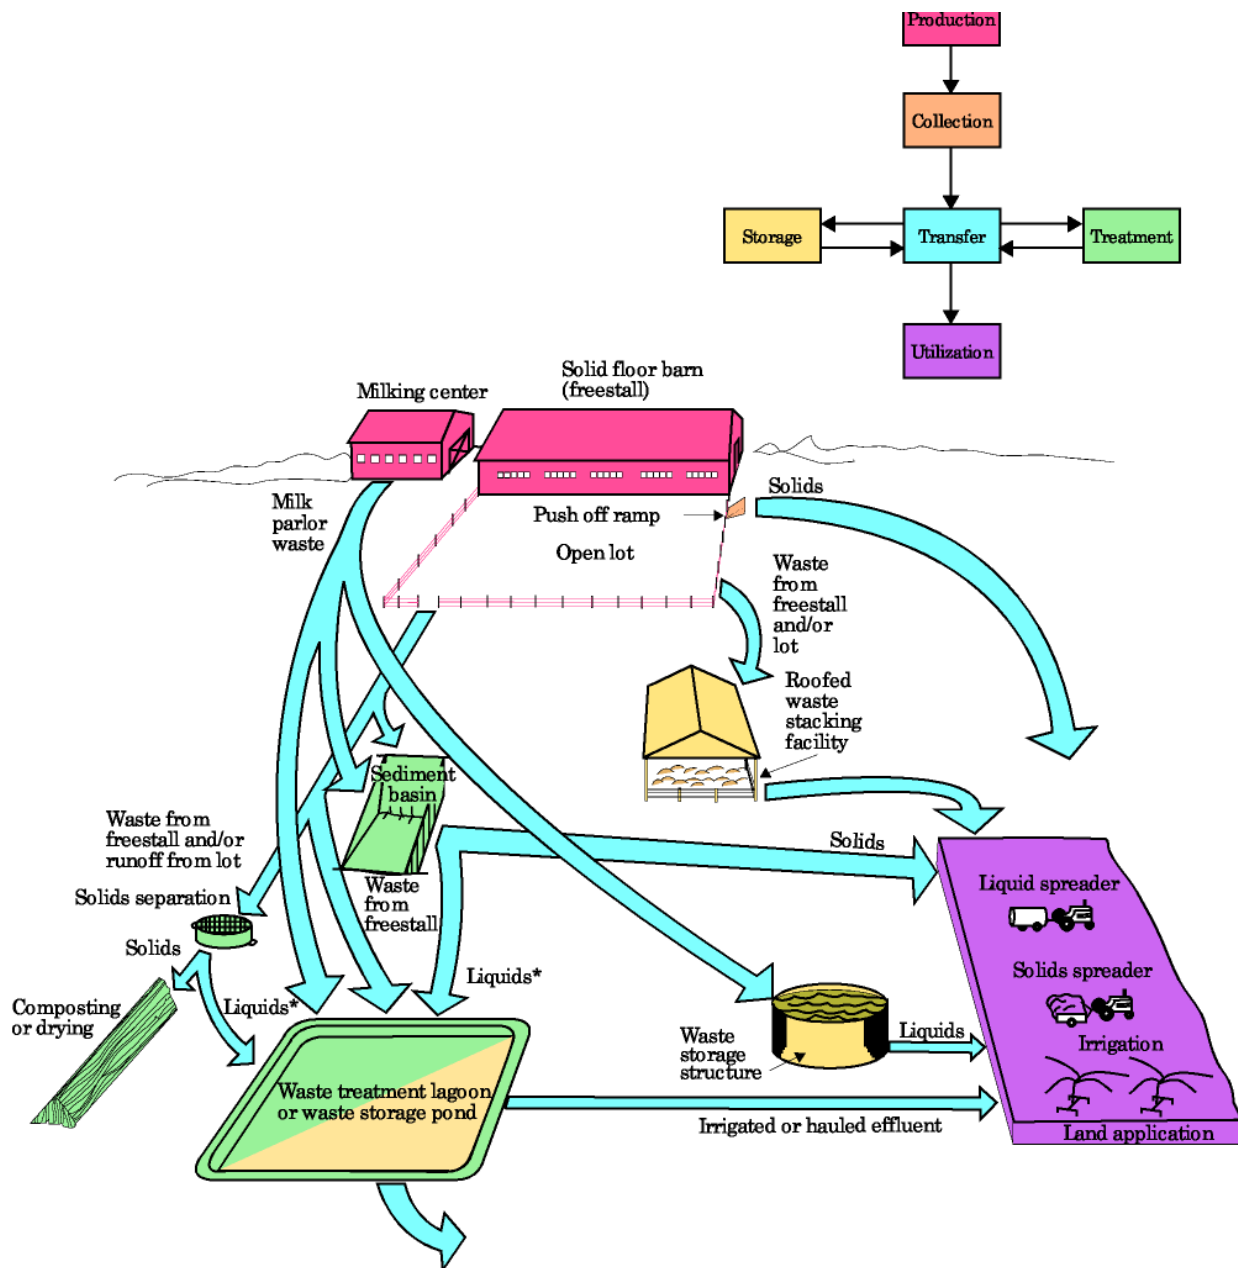 Production
Collection
Storage
Transfer
Treatment
Utilization
Solid floor barn
(freestall)
Milking center
Solids
Milk
parlor
waste
Push off ramp
Open lot
Waste
from
freestall
and/or
lot
Roofed
waste
stacking
facility
Sediment
basin
Waste from
freestall and/or
runoff from lot
Solids
Solids separation
Waste
from
freestall
Liquid spreader
Solids
Liquids*
Solids spreader
Composting
or drying
Liquids*
Waste
storage
structure
Liquids
Irrigation
Waste treatment lagoon
or waste storage pond
Irrigated or hauled effluent
Land application